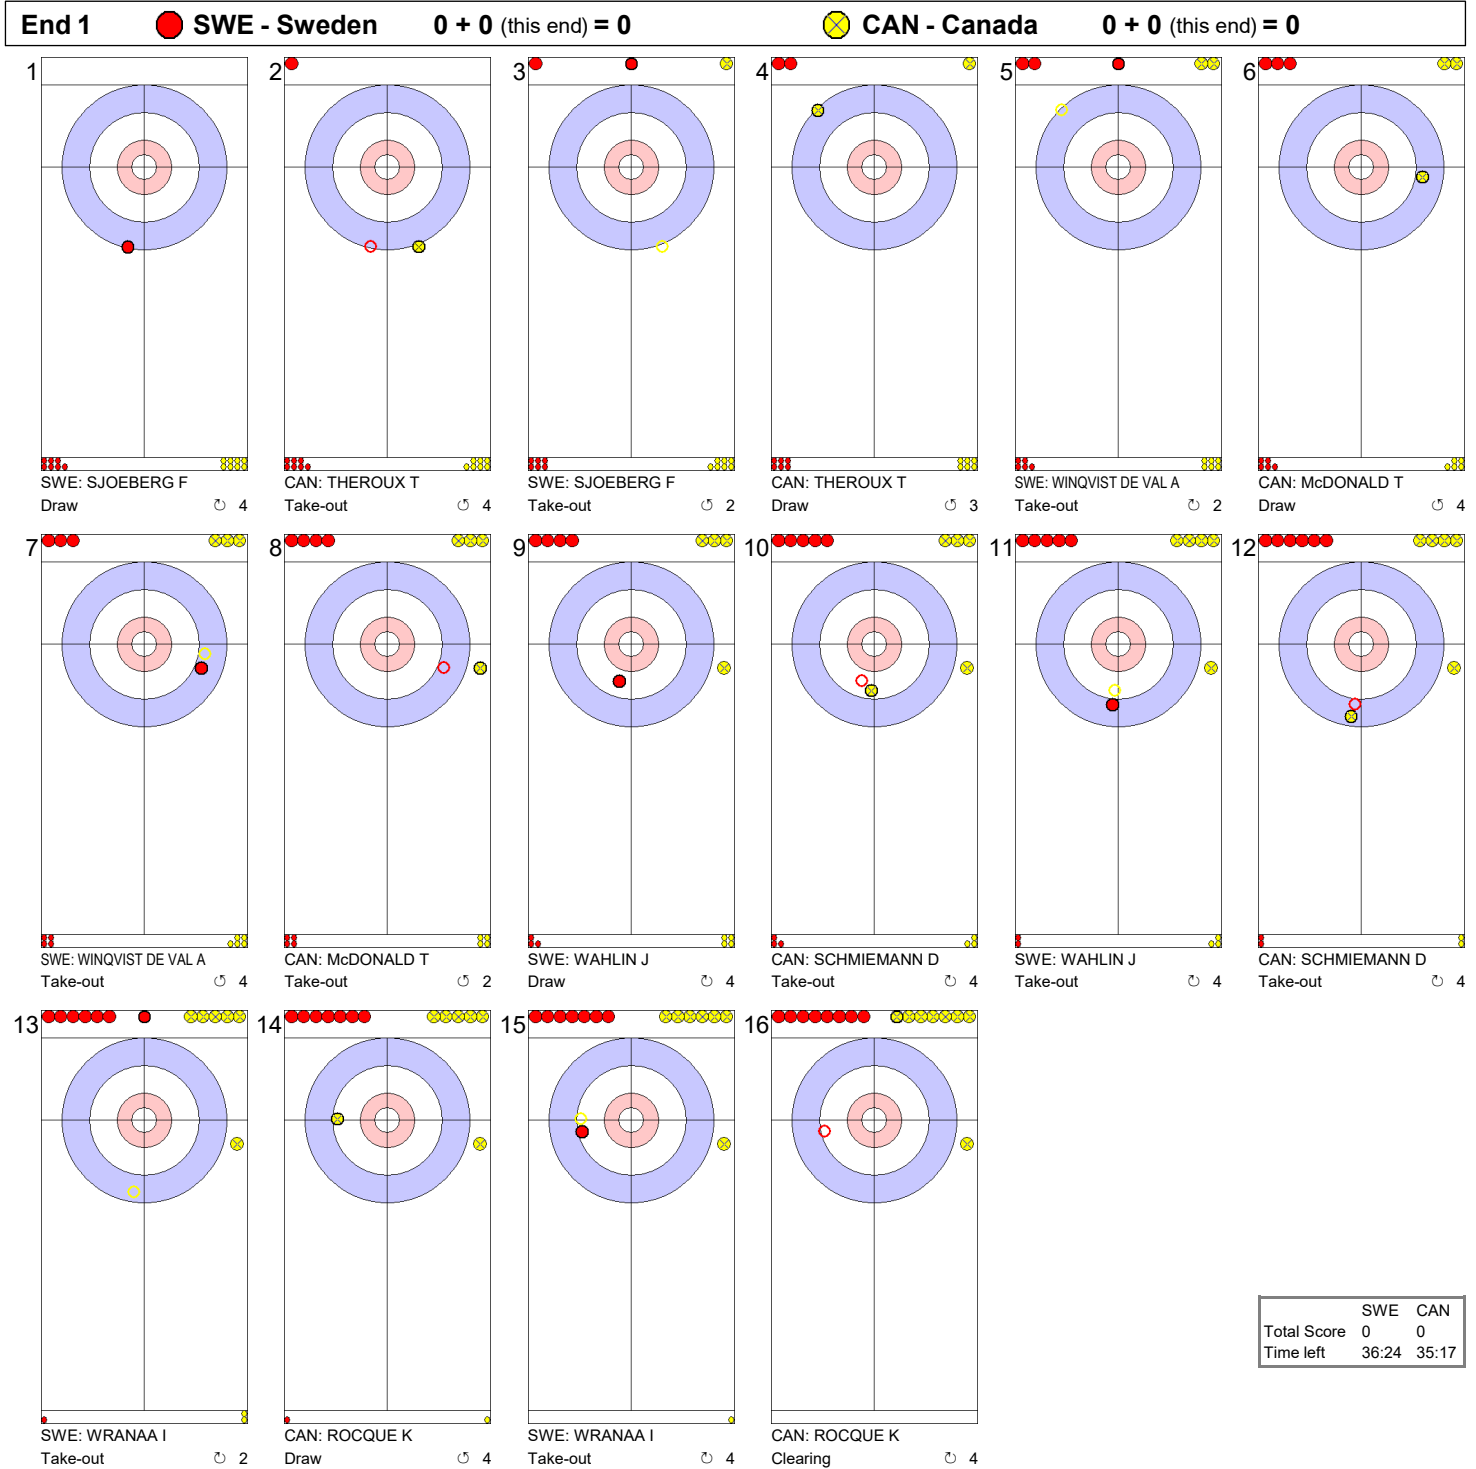 End 1 SWE - Sweden 0 + 0 (this end) = 0 CAN - Canada 0 + 0 (this end) = 0
1 2 3 4 5 6
SWE: SJOEBERG F CAN: THEROUX T SWE: SJOEBERG F CAN: THEROUX T SWE: WINQVIST DE VAL A CAN: McDONALD T
Draw ↻ 4 Take-out ↺ 4 Take-out ↺ 2 Draw ↺ 3 Take-out ↻ 2 Draw ↺ 4
7 8 9 10 11 12
SWE: WINQVIST DE VAL A CAN: McDONALD T SWE: WAHLIN J CAN: SCHMIEMANN D SWE: WAHLIN J CAN: SCHMIEMANN D
Take-out ↺ 4 Take-out ↺ 2 Draw ↻ 4 Take-out ↻ 4 Take-out ↻ 4 Take-out ↻ 4
13 14 15 16
SWE CAN
Total Score 0 0
Time left 36:24 35:17
SWE: WRANAA I CAN: ROCQUE K SWE: WRANAA I CAN: ROCQUE K
Take-out ↻ 2 Draw ↺ 4 Take-out ↻ 4 Clearing ↻ 4